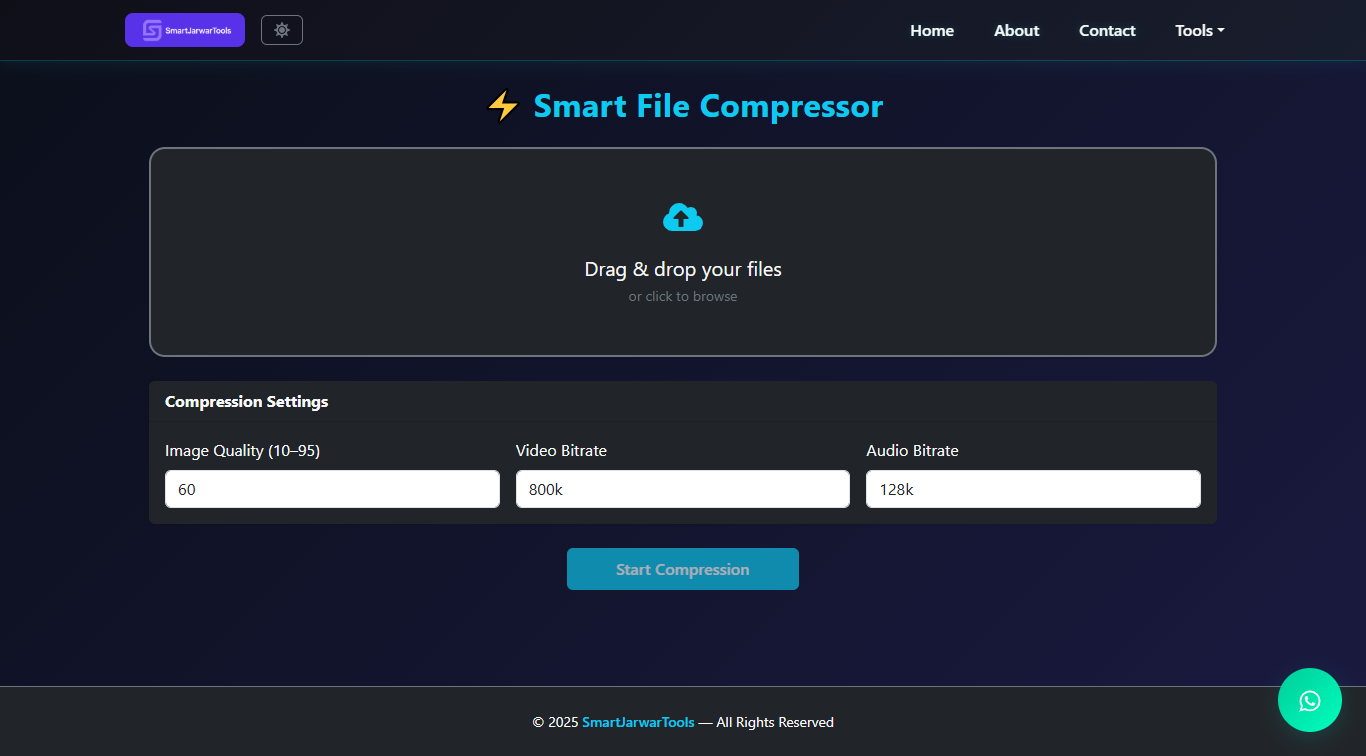 SmartJarwarTools
Home About Contact Tools
⚡ Smart File Compressor
Drag & drop your files
or click to browse
Compression Settings
Image Quality (10–95) Video Bitrate Audio Bitrate
60 800k 128k
Start Compression
© 2025 SmartJarwarTools — All Rights Reserved